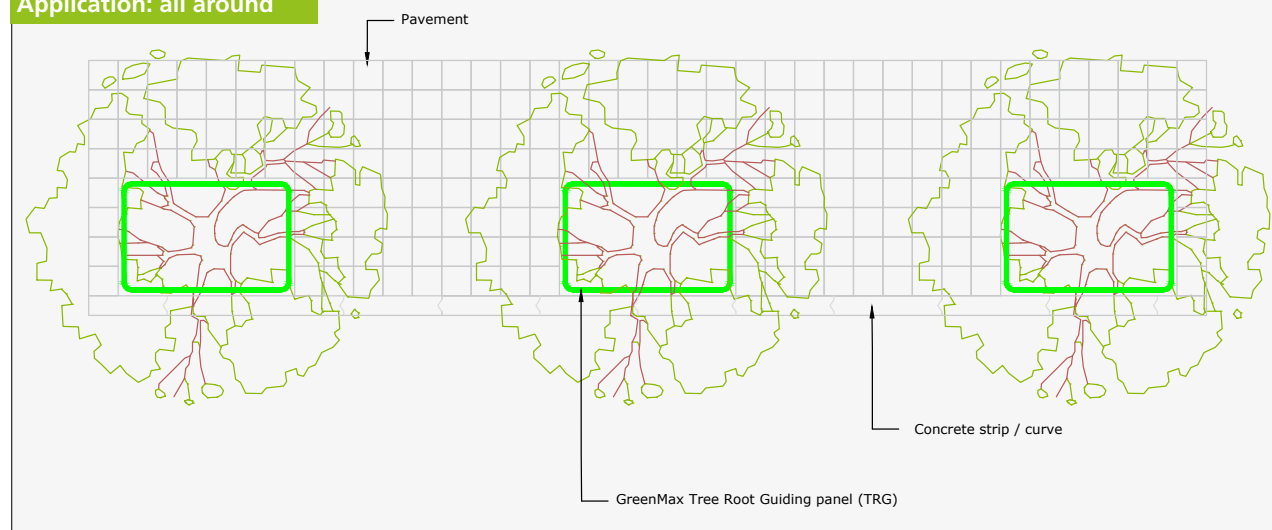 Application: all around
Pavement
Concrete strip / curve
GreenMax Tree Root Guiding panel (TRG)